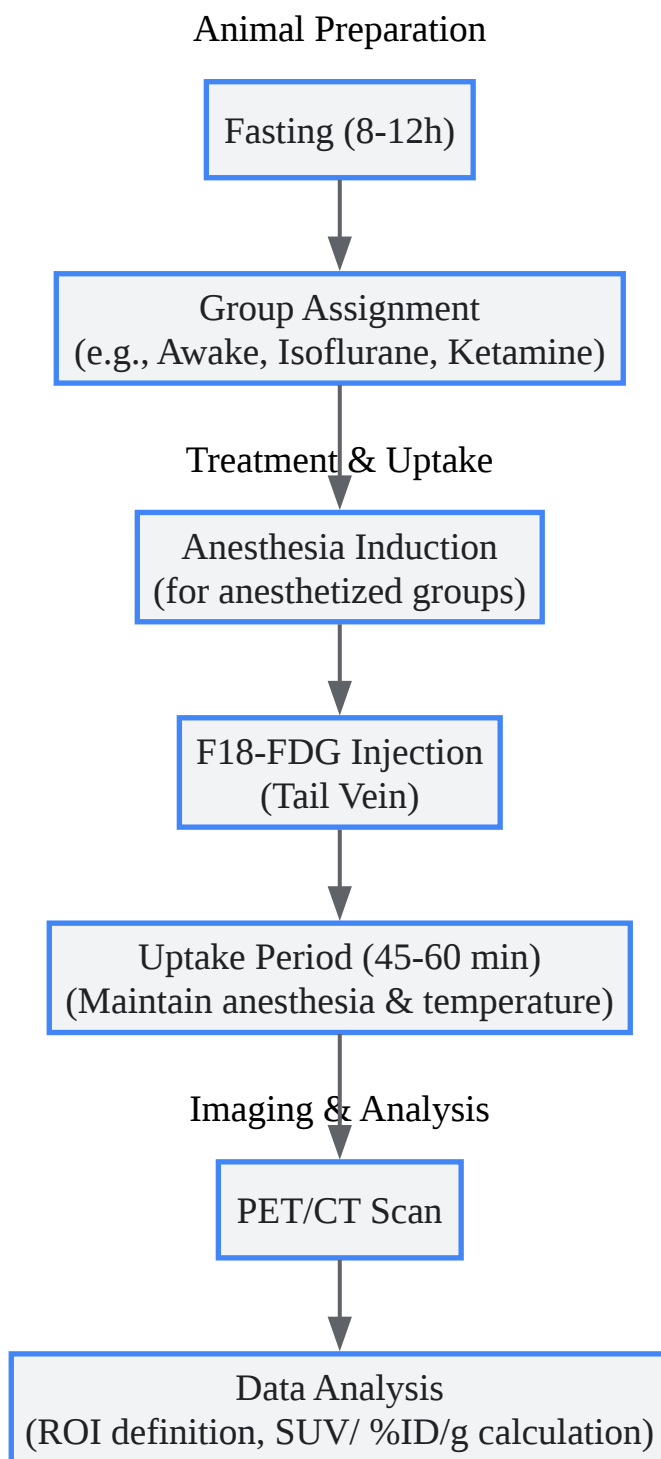 Animal Preparation
Fasting (8-12h)
Group Assignment
(e.g., Awake, Isoflurane, Ketamine)
Treatment & Uptake
Anesthesia Induction
(for anesthetized groups)
F18-FDG Injection
(Tail Vein)
Uptake Period (45-60 min)
(Maintain anesthesia & temperature)
Imaging & Analysis
PET/CT Scan
Data Analysis
(ROI definition, SUV/ %ID/g calculation)